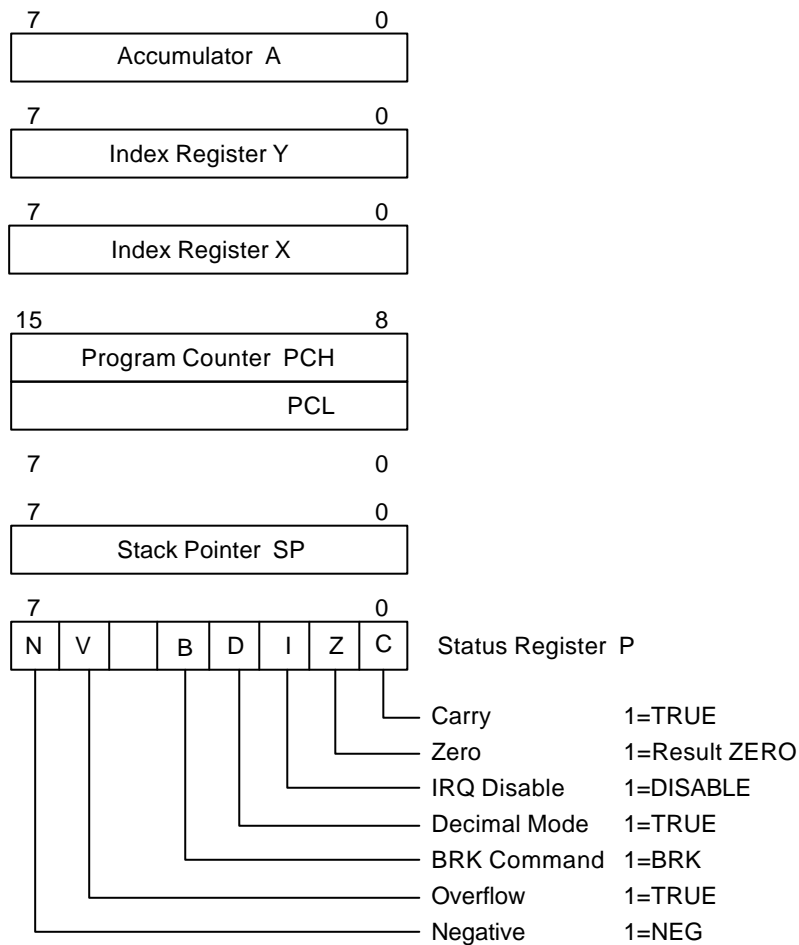 7 0
Accumulator A
7 0
Index Register Y
7 0
Index Register X
15 8
Program Counter PCH
PCL
7 0
7 0
Stack Pointer SP
7 0
N V B D I Z C Status Register P
Carry 1=TRUE
Zero 1=Result ZERO
IRQ Disable 1=DISABLE
Decimal Mode 1=TRUE
BRK Command 1=BRK
Overflow 1=TRUE
Negative 1=NEG